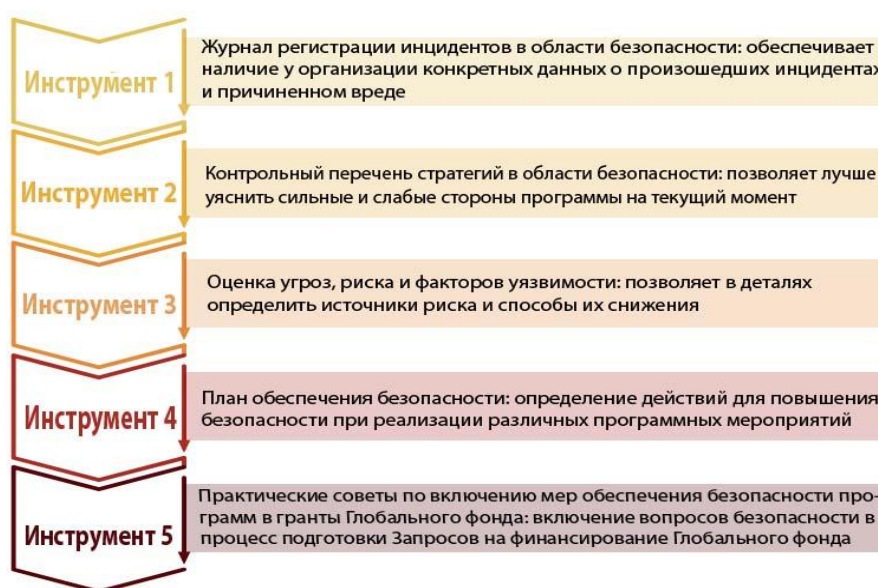 Инструмент 1
Журнал регистрации инцидентов в области безопасности: обеспечивает
наличие у организации конкретных данных о произошедших инцидентах
и причиненном вреде
Инструмент 2
Контрольный перечень стратегий в области безопасности: позволяет лучше
уяснить сильные и слабые стороны программы на текущий момент
Инструмент 3
Оценка угроз, риска и факторов уязвимости: позволяет в деталях
определить источники риска и способы их снижения
Инструмент 4
План обеспечения безопасности: определение действий для повышения
безопасности при реализации различных программных мероприятий
Инструмент 5
Практические советы по включению мер обеспечения безопасности про-
грамм в гранты Глобального фонда: включение вопросов безопасности в
процесс подготовки Запросов на финансирование Глобального фонда